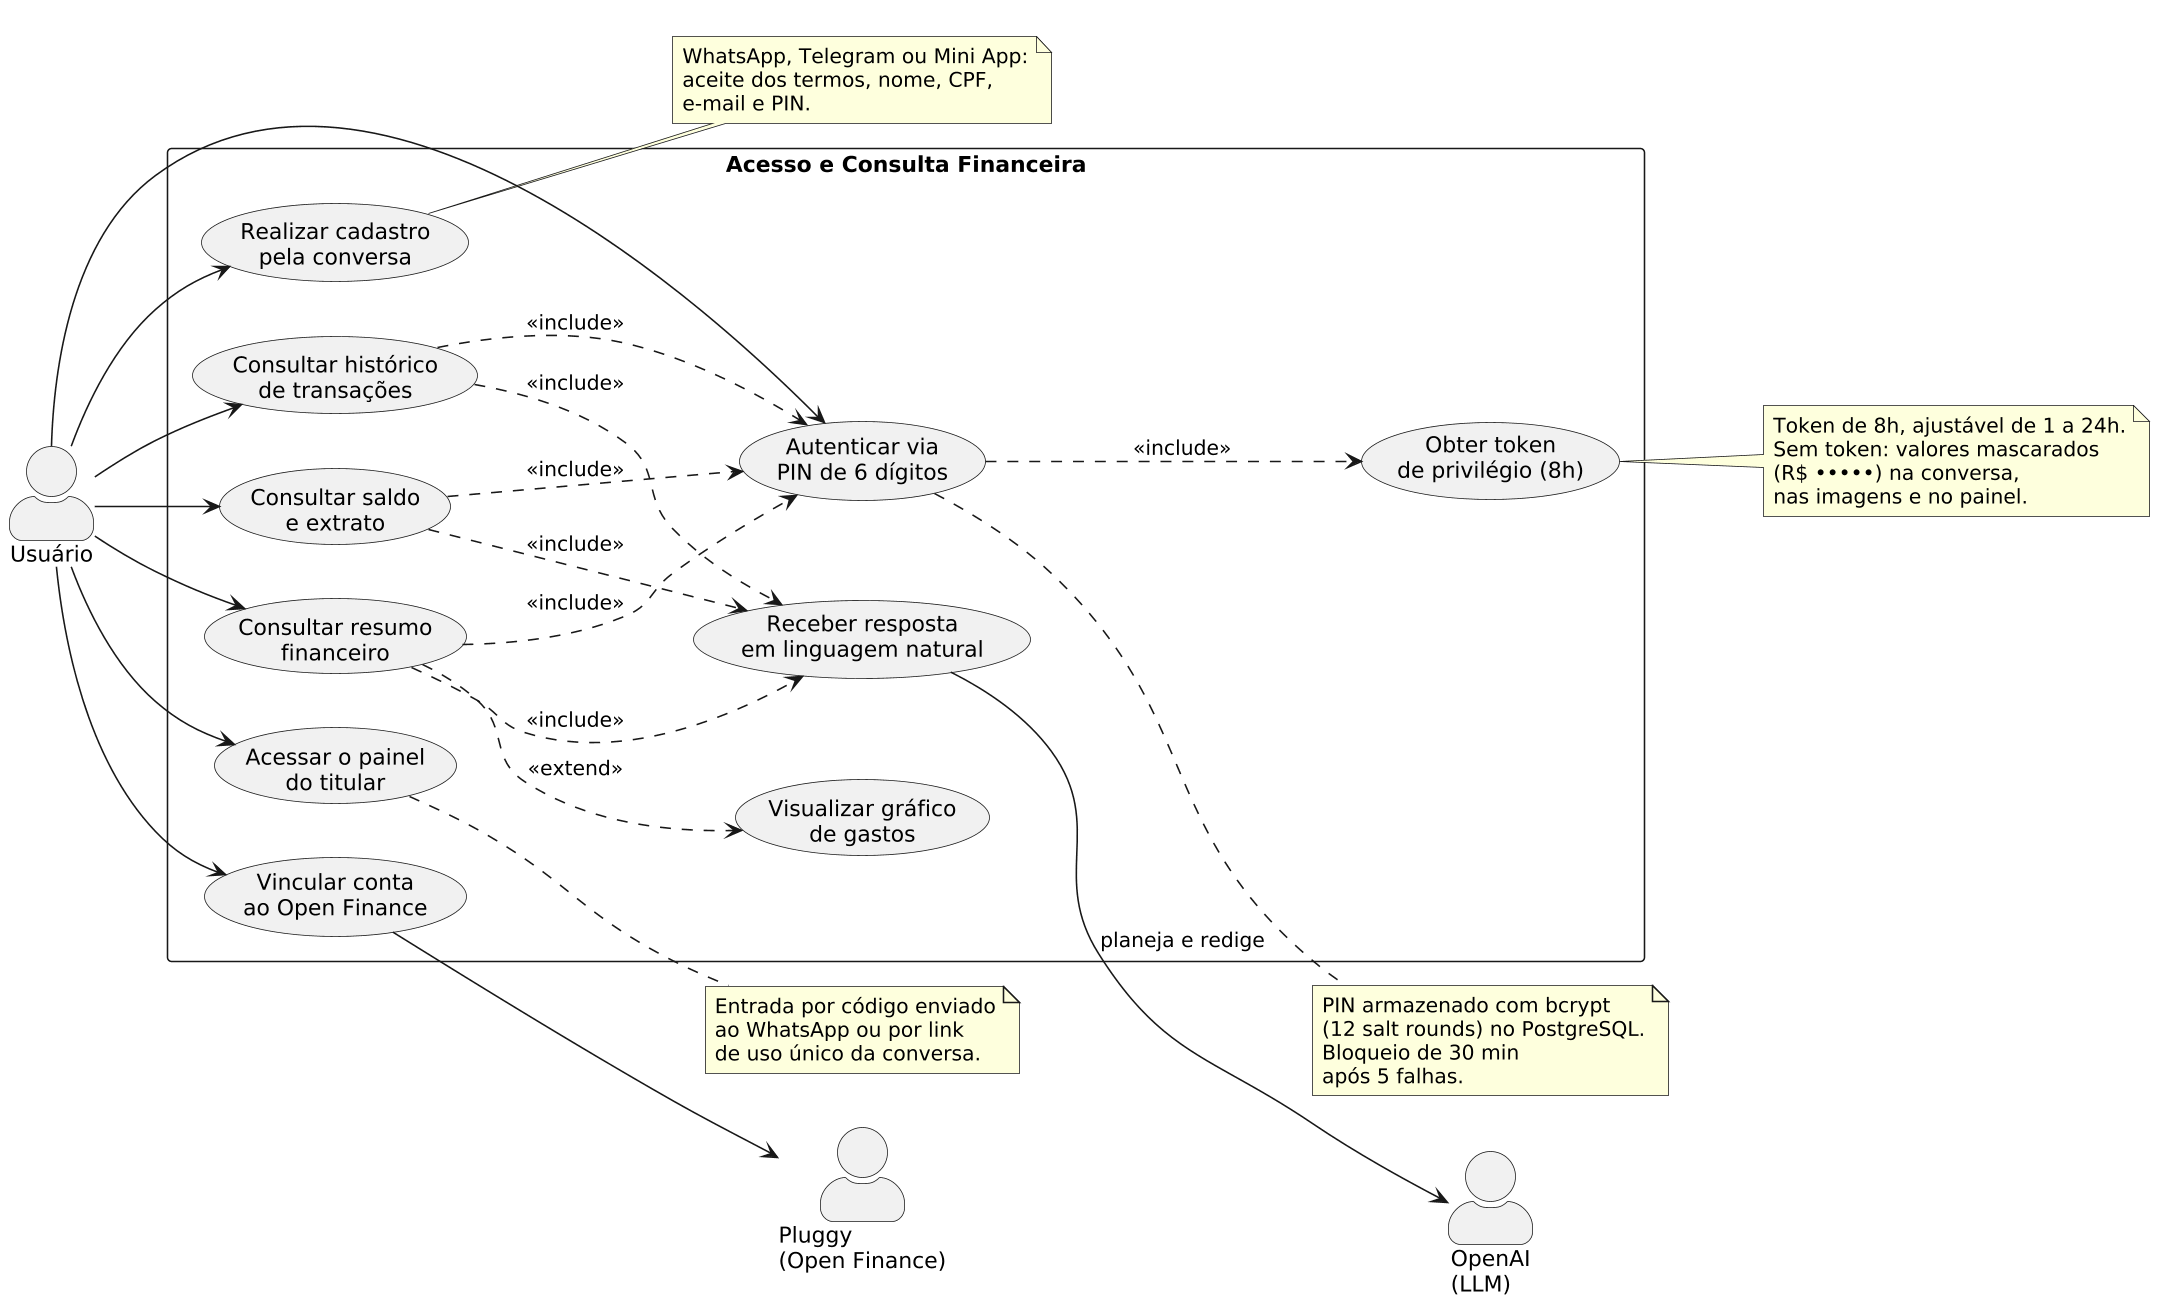 WhatsApp, Telegram ou Mini App:
aceite dos termos, nome, CPF,
e-mail e PIN.
Acesso e Consulta Financeira
Realizar cadastro
pela conversa
«include»
Consultar histórico
de transações
«include»
Autenticar via
PIN de 6 dígitos
«include»
Obter token
de privilégio (8h)
Token de 8h, ajustável de 1 a 24h.
Sem token: valores mascarados
(R$ •••••) na conversa,
nas imagens e no painel.
«include»
Consultar saldo
e extrato
Usuário
«include»
«include»
Consultar resumo
financeiro
Receber resposta
em linguagem natural
«include»
Acessar o painel
do titular
«extend»
Visualizar gráfico
de gastos
Vincular conta
ao Open Finance
planeja e redige
Entrada por código enviado
ao WhatsApp ou por link
de uso único da conversa.
PIN armazenado com bcrypt
(12 salt rounds) no PostgreSQL.
Bloqueio de 30 min
após 5 falhas.
Pluggy
(Open Finance)
OpenAI
(LLM)